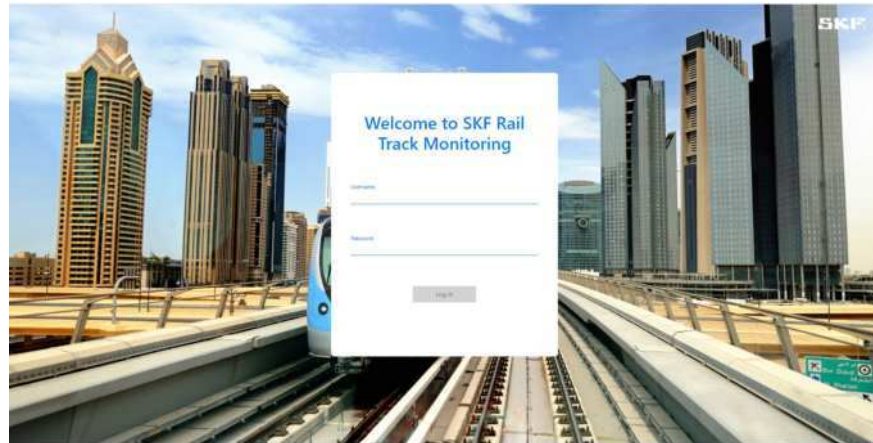 SKF
Welcome to SKF Rail
Track Monitoring
Username
Password
Log in